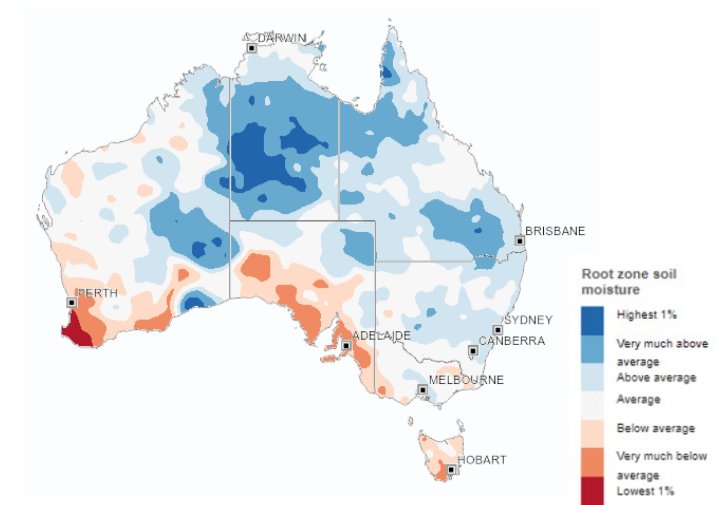 DARWIN
BRISBANE
PERTH
SYDNEY
ADELAIDE
CANBERRA
MELBOURNE
HOBART
Root zone soil
moisture
Highest 1%
Very much above
average
Above average
Average
Below average
Very much below
average
Lowest 1%